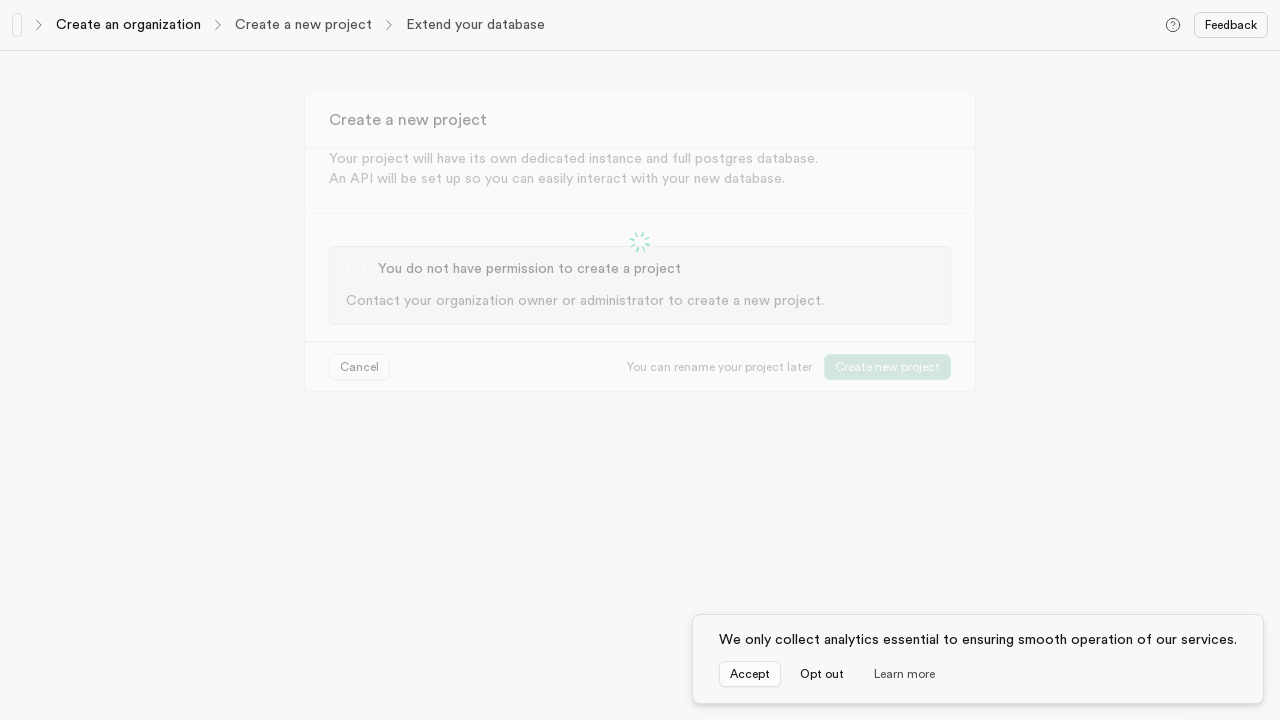 Create an organization
Create a new project
Extend your database
Feedback
Create a new project
Your project will have its own dedicated instance and full postgres database.
An API will be set up so you can easily interact with your new database.
You do not have permission to create a project
Contact your organization owner or administrator to create a new project.
Cancel
You can rename your project later
Create new project
We only collect analytics essential to ensuring smooth operation of our services.
Accept
Opt out
Learn more